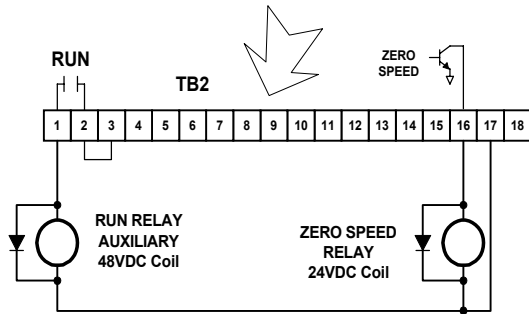 RUN
TB2
ZERO
SPEED
1 2 3 4 5 6 7 8 9 10 11 12 13 14 15 16 17 18
RUN RELAY
AUXILIARY
48VDC Coil
ZERO SPEED
RELAY
24VDC Coil